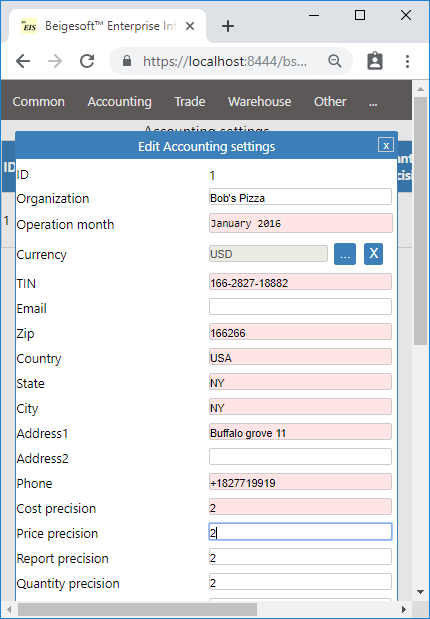 EIS Beigesoft™ Enterprise Inf
https://localhost:8444/bs...
Common Accounting Trade Warehouse Other ...
Accounting settings
Edit Accounting settings x
ID 1
Organization Bob's Pizza
Operation month January 2016
Currency USD ... X
TIN 166-2827-18882
Email
Zip 166266
Country USA
State NY
City NY
Address1 Buffalo grove 11
Address2
Phone +1827719919
Cost precision 2
Price precision 2
Report precision 2
Quantity precision 2
ID
1